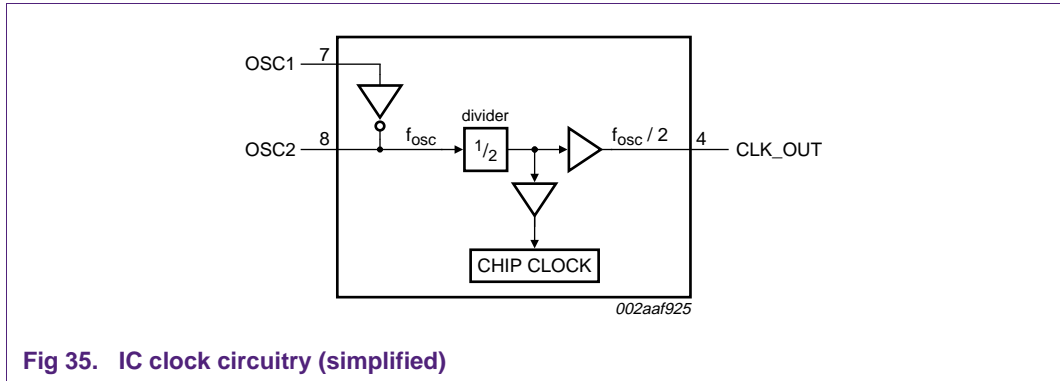 OSC1
7
OSC2
8
f_osc
divider
1/2
f_osc / 2
4
CLK_OUT
CHIP CLOCK
002aaf925
Fig 35. IC clock circuitry (simplified)